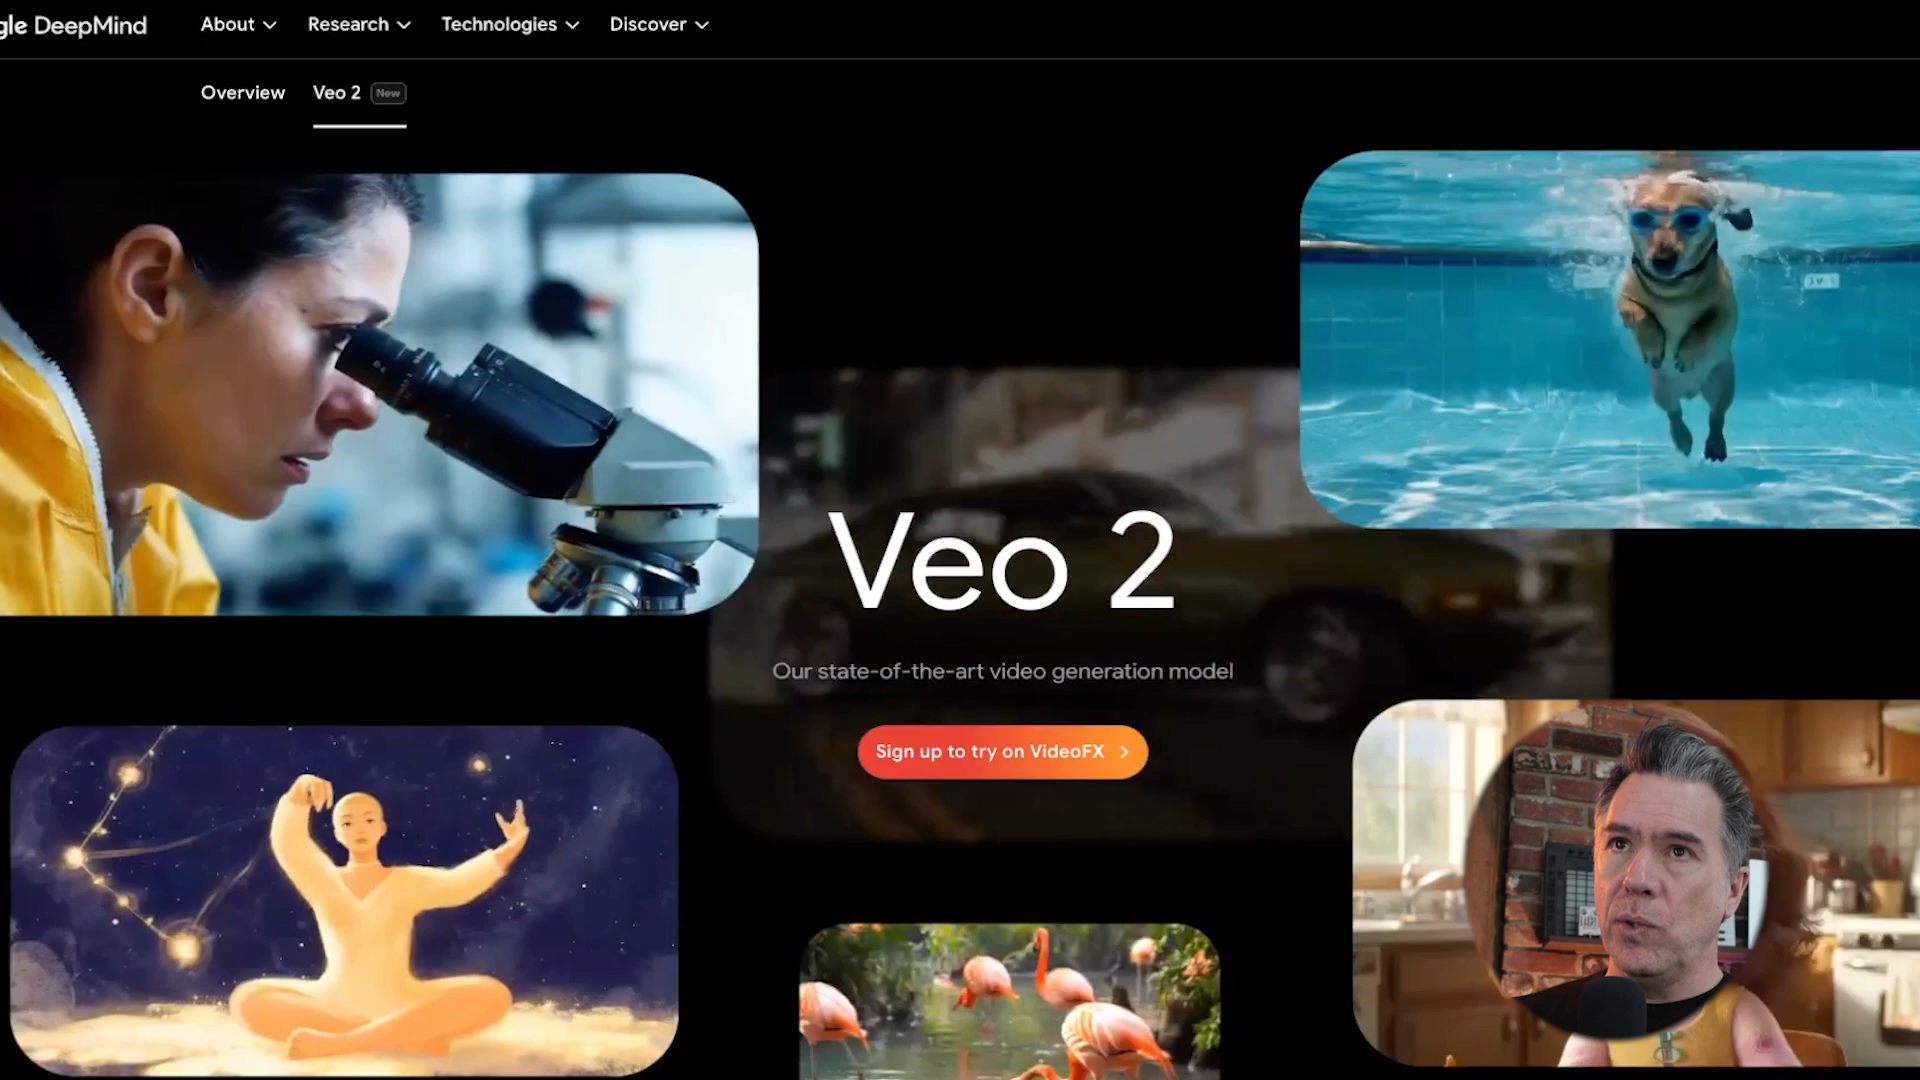 gle DeepMind
About
Research
Technologies
Discover
Overview
Veo 2
New
Veo 2
Our state-of-the-art video generation model
Sign up to try on VideoFX